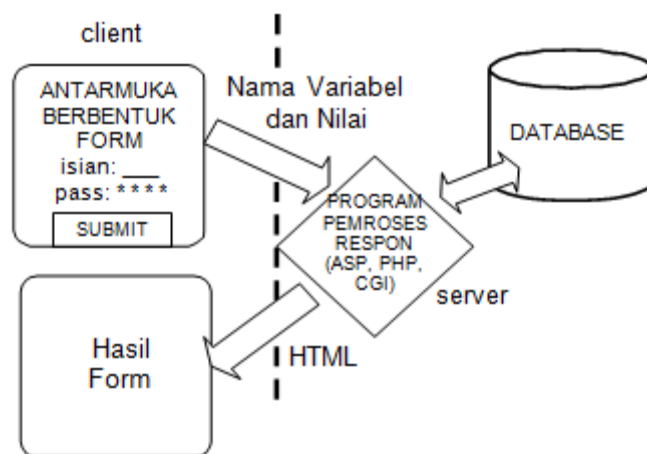 client
ANTARMUKA
BERBENTUK
FORM
isian: ___
pass: ****
SUBMIT
Nama Variabel
dan Nilai
DATABASE
PROGRAM
PEMROSES
RESPON
(ASP, PHP,
CGI)
server
Hasil
Form
HTML